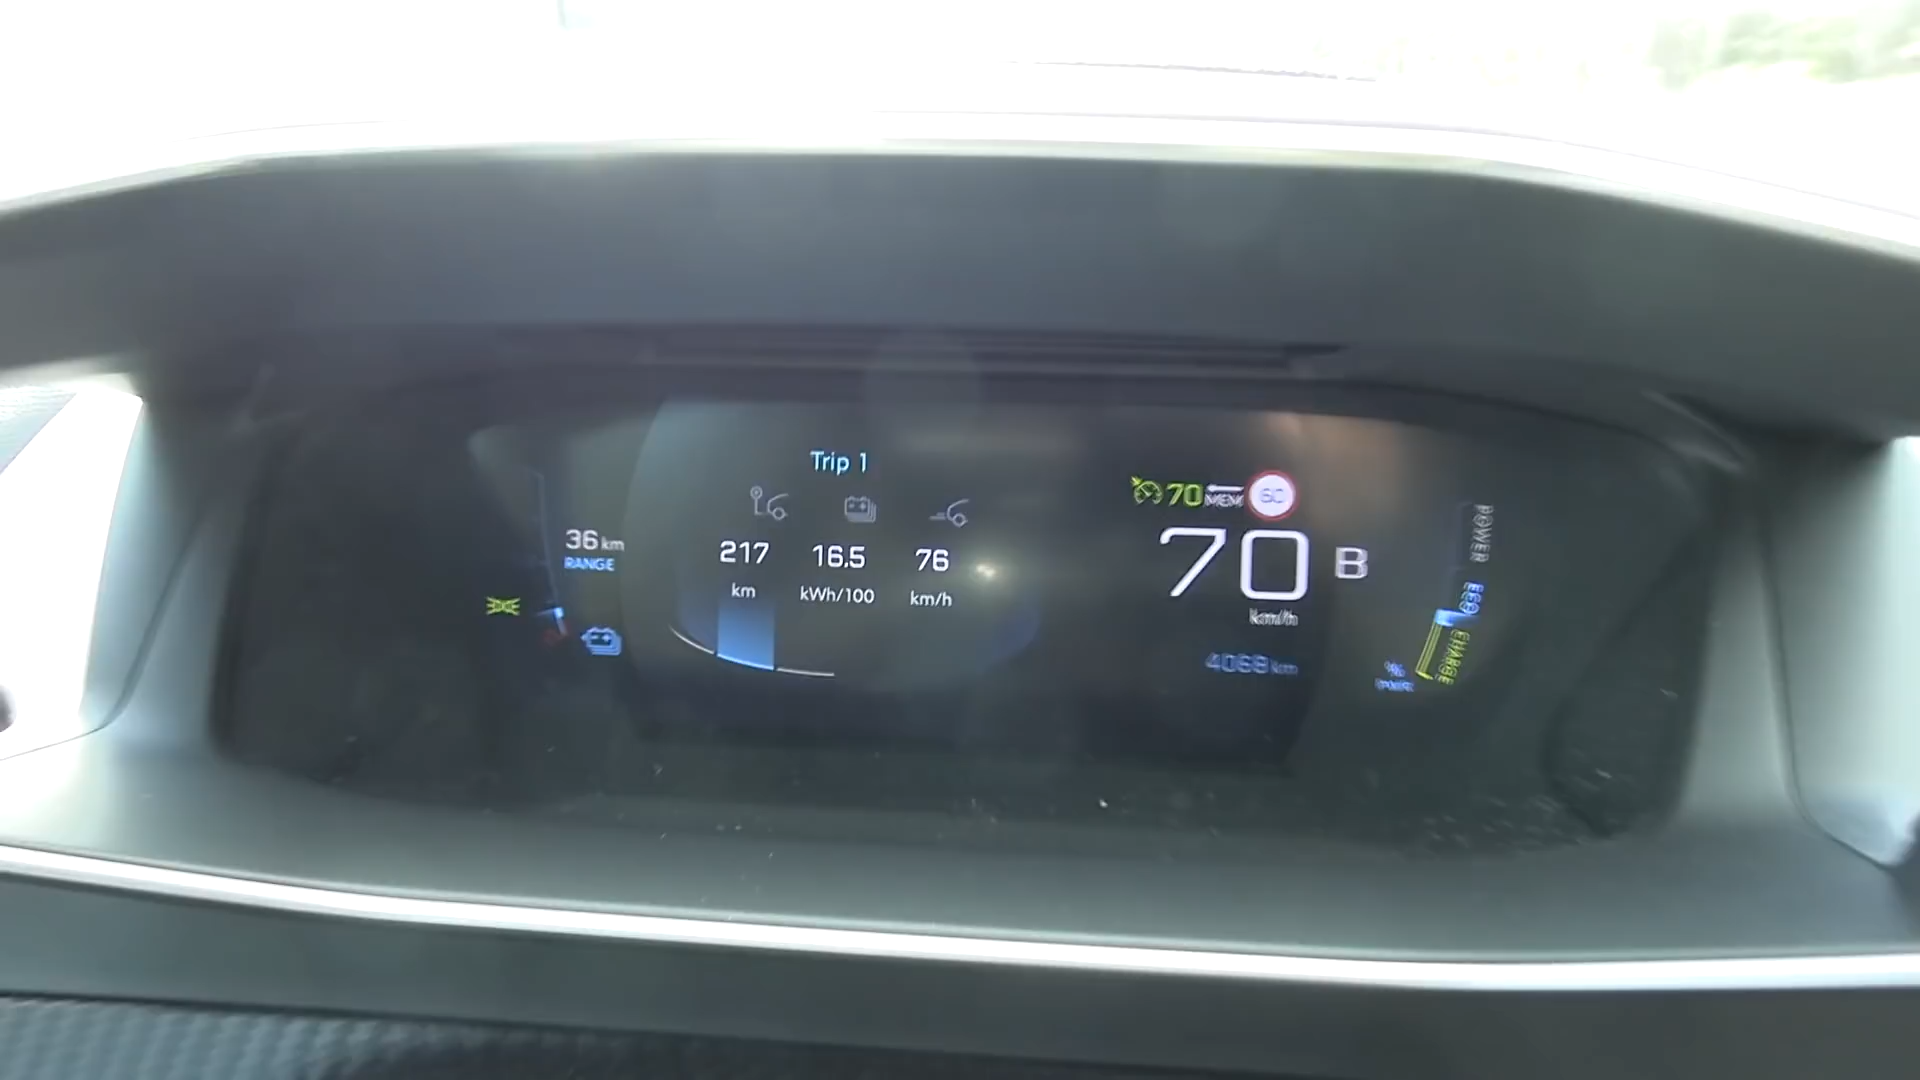 Trip 1
70 MEM 60
36 km
RANGE
217 16.5 76
km kWh/100 km/h
70 B
km/h
4068 km
POWER
ECO
CHARGE